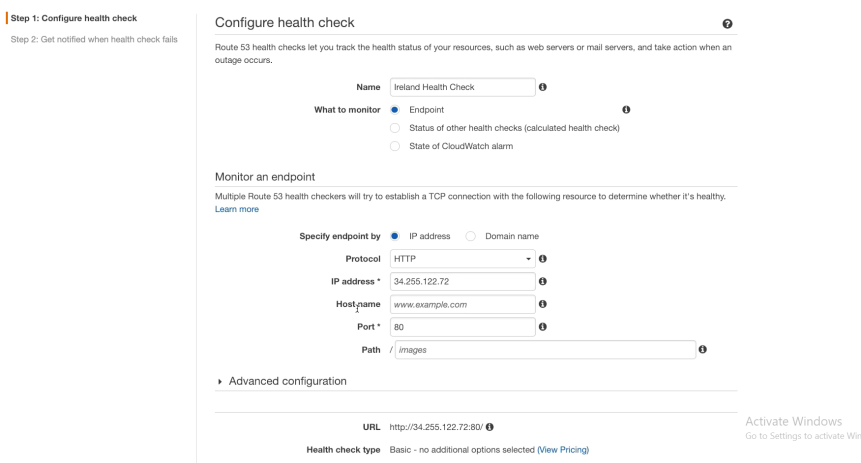 Step 1: Configure health check
Step 2: Get notified when health check fails
Configure health check
Route 53 health checks let you track the health status of your resources, such as web servers or mail servers, and take action when an
outage occurs.
Name Ireland Health Check
What to monitor Endpoint
Status of other health checks (calculated health check)
State of CloudWatch alarm
Monitor an endpoint
Multiple Route 53 health checkers will try to establish a TCP connection with the following resource to determine whether it's healthy.
Learn more
Specify endpoint by IP address Domain name
Protocol HTTP
IP address * 34.255.122.72
Host name www.example.com
Port * 80
Path / images
Advanced configuration
URL http://34.255.122.72:80/
Health check type Basic - no additional options selected (View Pricing)
Activate Windows
Go to Settings to activate Win